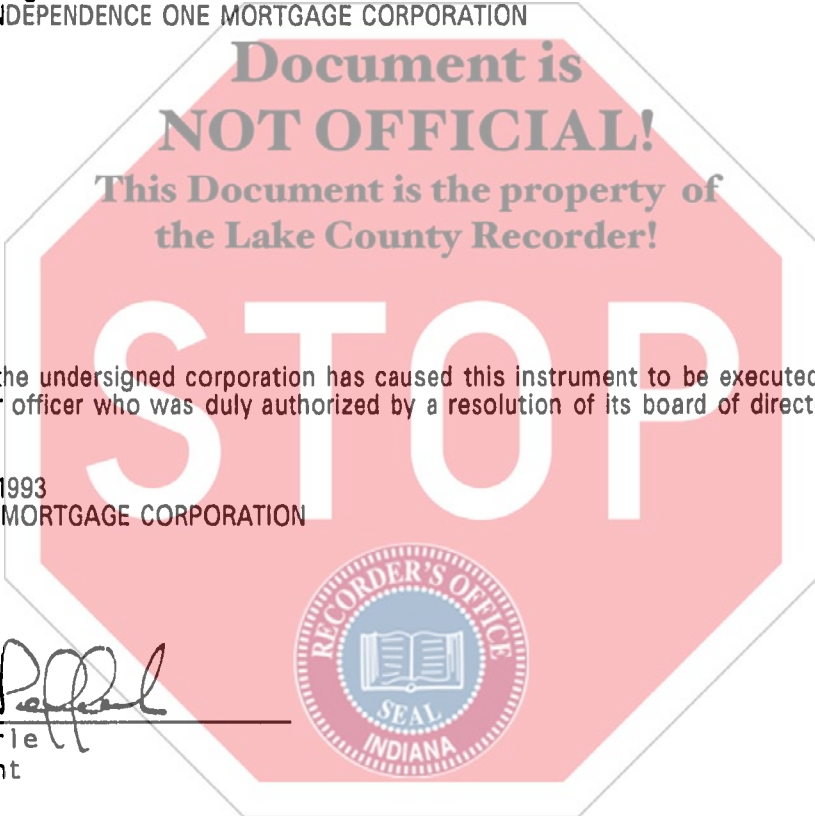 NDEPENDENCE ONE MORTGAGE CORPORATION
Document is
NOT OFFICIAL!
This Document is the property of
the Lake County Recorder!
STOP
the undersigned corporation has caused this instrument to be executed
officer who was duly authorized by a resolution of its board of direct
1993
MORTGAGE CORPORATION
RECORDER'S OFFICE
SEAL
INDIANA
rie
nt